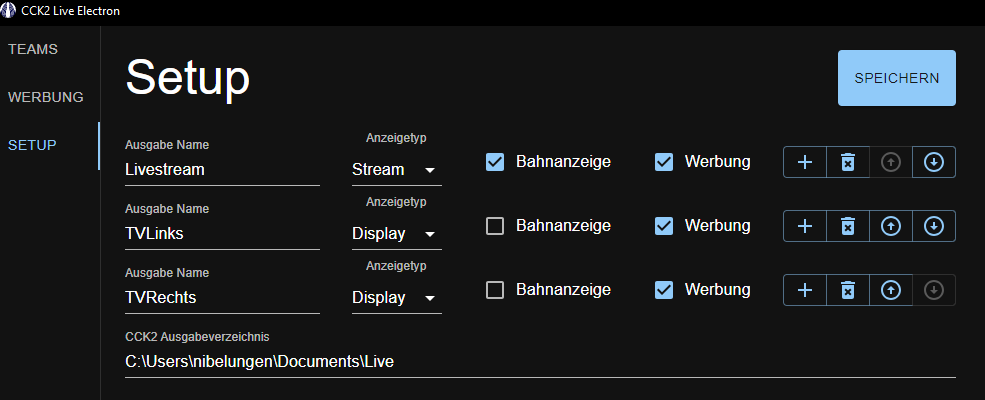 CCK2 Live Electron
TEAMS
WERBUNG
SETUP
Setup
SPEICHERN
Ausgabe Name Anzeigetyp
Livestream Stream Bahnanzeige Werbung
Ausgabe Name Anzeigetyp
TVLinks Display Bahnanzeige Werbung
Ausgabe Name Anzeigetyp
TVRechts Display Bahnanzeige Werbung
CCK2 Ausgabeverzeichnis
C:\Users\nibelungen\Documents\Live